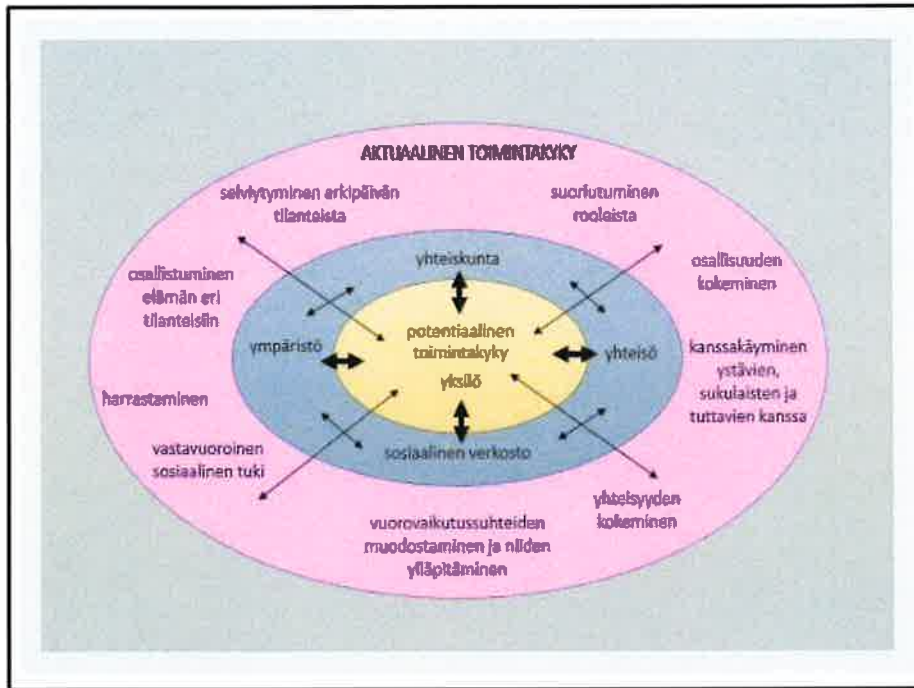 AKTUAALINEN TOIMINTAKYKY
selviytyminen arkipäivän
tilanteista
suoriutuminen
rooleista
osallistuminen
elämän eri
tilanteisiin
osallisuuden
kokeminen
yhteiskunta
potentiaalinen
toimintakyky
yksilö
ympäristö
yhteisö
kanssakäyminen
ystävien,
sukulaisten ja
tuttavien kanssa
harrastaminen
vastavuoroinen
sosiaalinen tuki
sosiaalinen verkosto
yhteisyyden
kokeminen
vuorovaikutussuhteiden
muodostaminen ja niiden
ylläpitäminen